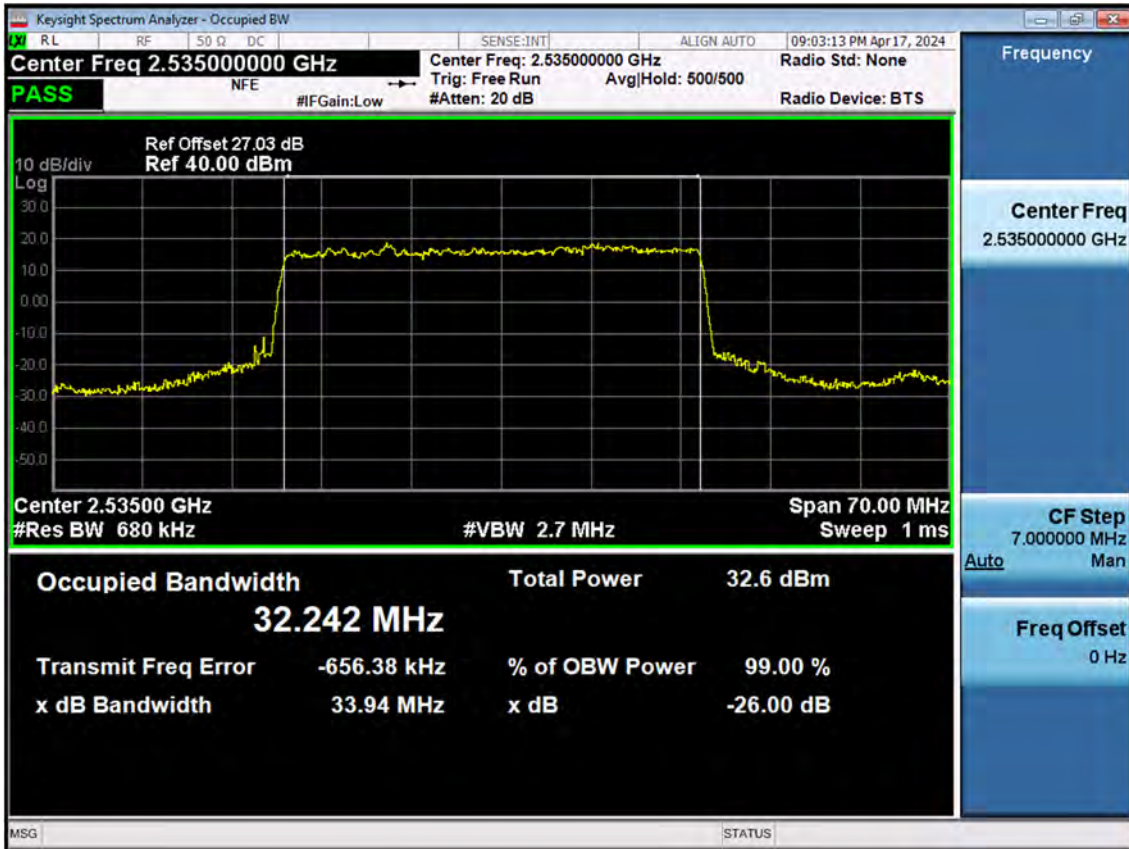 Keysight Spectrum Analyzer - Occupied BW
LXI RL RF 50 Ω DC SENSE:INT ALIGN AUTO 09:03:13 PM Apr 17, 2024
Center Freq 2.535000000 GHz
Center Freq: 2.535000000 GHz
Radio Std: None
Trig: Free Run Avg|Hold: 500/500
PASS NFE #IFGain:Low #Atten: 20 dB Radio Device: BTS
Ref Offset 27.03 dB
10 dB/div Ref 40.00 dBm
Log
30.0
20.0
10.0
0.00
-10.0
-20.0
-30.0
-40.0
-50.0
Center 2.53500 GHz Span 70.00 MHz
#Res BW 680 kHz #VBW 2.7 MHz Sweep 1 ms
Occupied Bandwidth Total Power 32.6 dBm
32.242 MHz
Transmit Freq Error -656.38 kHz % of OBW Power 99.00 %
x dB Bandwidth 33.94 MHz x dB -26.00 dB
MSG STATUS
Frequency
Center Freq
2.535000000 GHz
CF Step
7.000000 MHz
Auto Man
Freq Offset
0 Hz